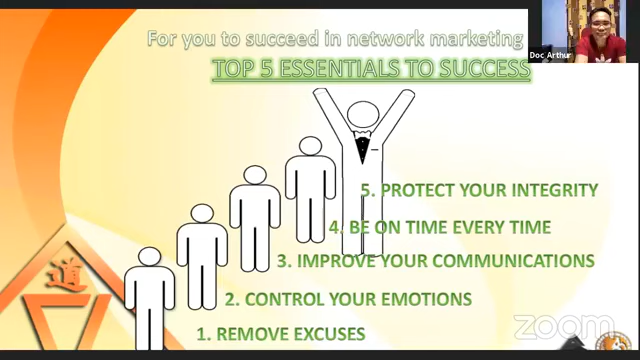 For you to succeed in network marketing
TOP 5 ESSENTIALS TO SUCCESS
Doc Arthur
5. PROTECT YOUR INTEGRITY
4. BE ON TIME EVERY TIME
3. IMPROVE YOUR COMMUNICATIONS
2. CONTROL YOUR EMOTIONS
1. REMOVE EXCUSES
道
zoom